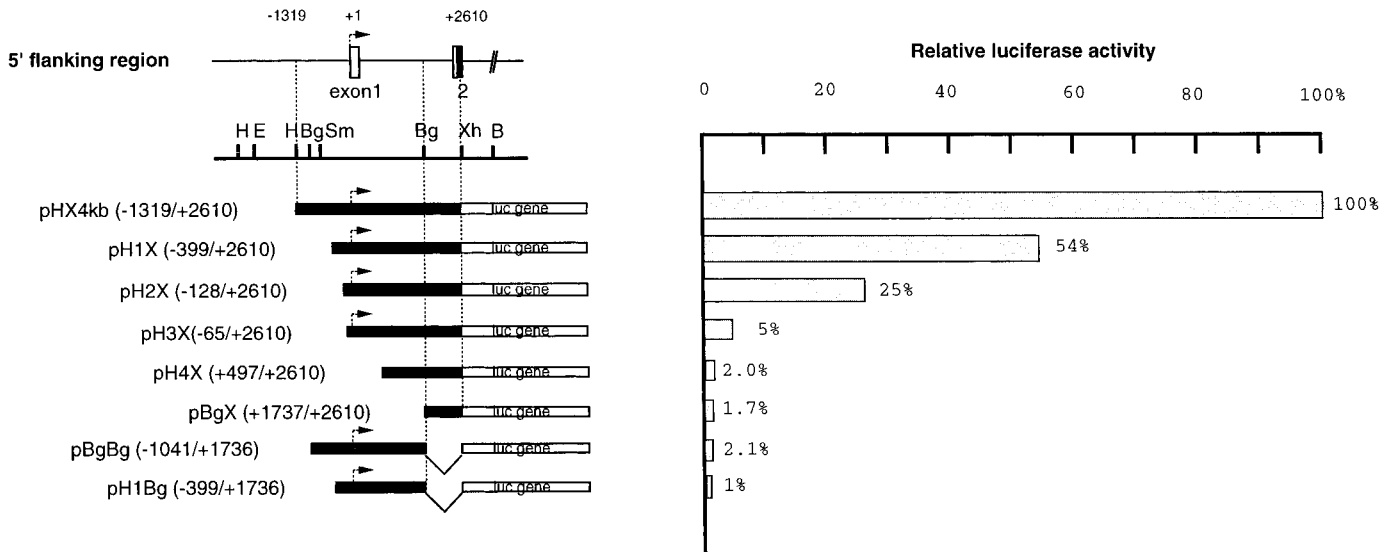 -1319 +1 +2610
5' flanking region
exon1 2
H E H Bg Sm Bg Xh B
Relative luciferase activity
0 20 40 60 80 100%
pHX4kb (-1319/+2610) luc gene 100%
pH1X (-399/+2610) luc gene 54%
pH2X (-128/+2610) luc gene 25%
pH3X(-65/+2610) luc gene 5%
pH4X (+497/+2610) luc gene 2.0%
pBgX (+1737/+2610) luc gene 1.7%
pBgBg (-1041/+1736) luc gene 2.1%
pH1Bg (-399/+1736) luc gene 1%